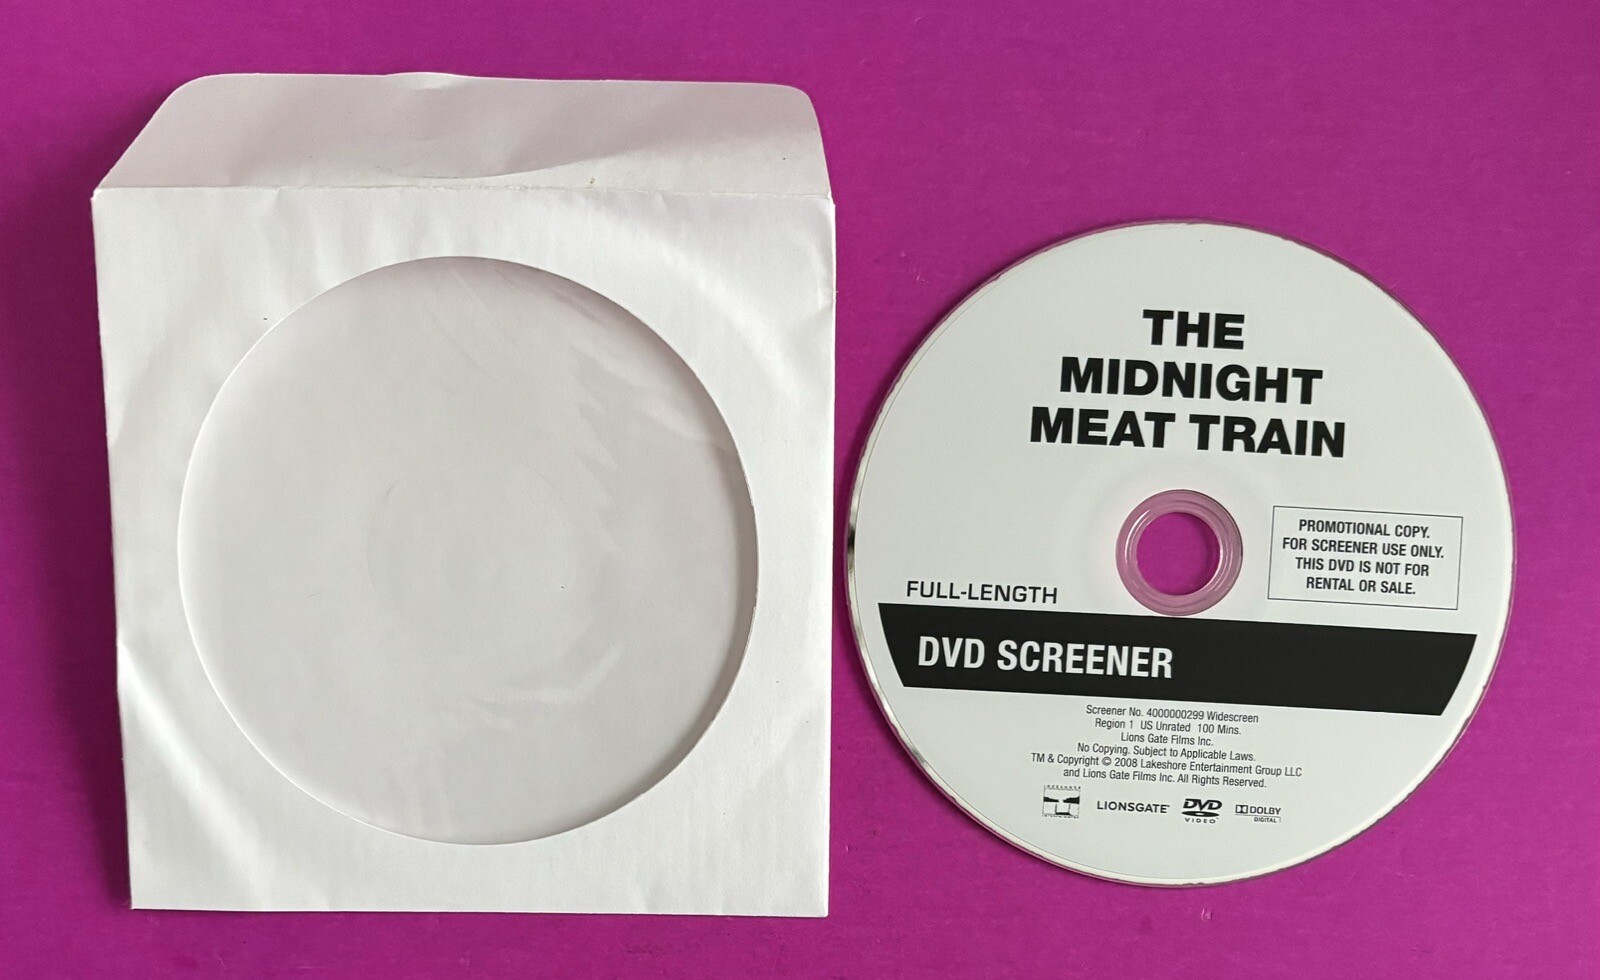 THE
MIDNIGHT
MEAT TRAIN
PROMOTIONAL COPY.
FOR SCREENER USE ONLY.
THIS DVD IS NOT FOR
RENTAL OR SALE.
FULL-LENGTH
DVD SCREENER
Screener No. 4000000299 Widescreen
Region 1 US Unrated 100 Mins.
Lions Gate Films Inc.
No Copying. Subject to Applicable Laws.
TM & Copyright © 2008 Lakeshore Entertainment Group LLC
and Lions Gate Films Inc. All Rights Reserved.
LIONSGATE
DVD
VIDEO
DOLBY
DIGITAL